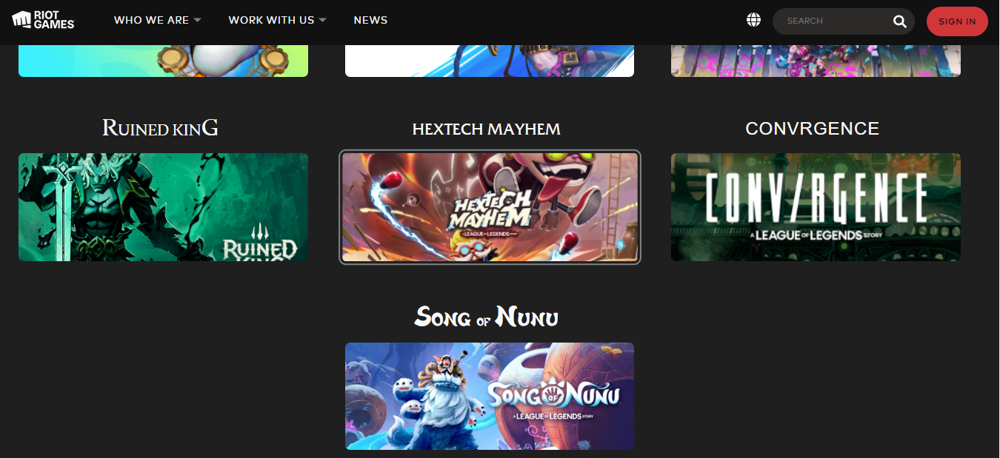 RIOT
GAMES
WHO WE ARE
WORK WITH US
NEWS
SEARCH
SIGN IN
RUINED KING
HEXTECH MAYHEM
CONVRGENCE
RUINED
KING
HEXTECH
MAYHEM
A LEAGUE OF LEGENDS STORY
CONV/RGENCE
A LEAGUE OF LEGENDS STORY
SONG OF NUNU
SONG OF NUNU
A LEAGUE OF LEGENDS STORY